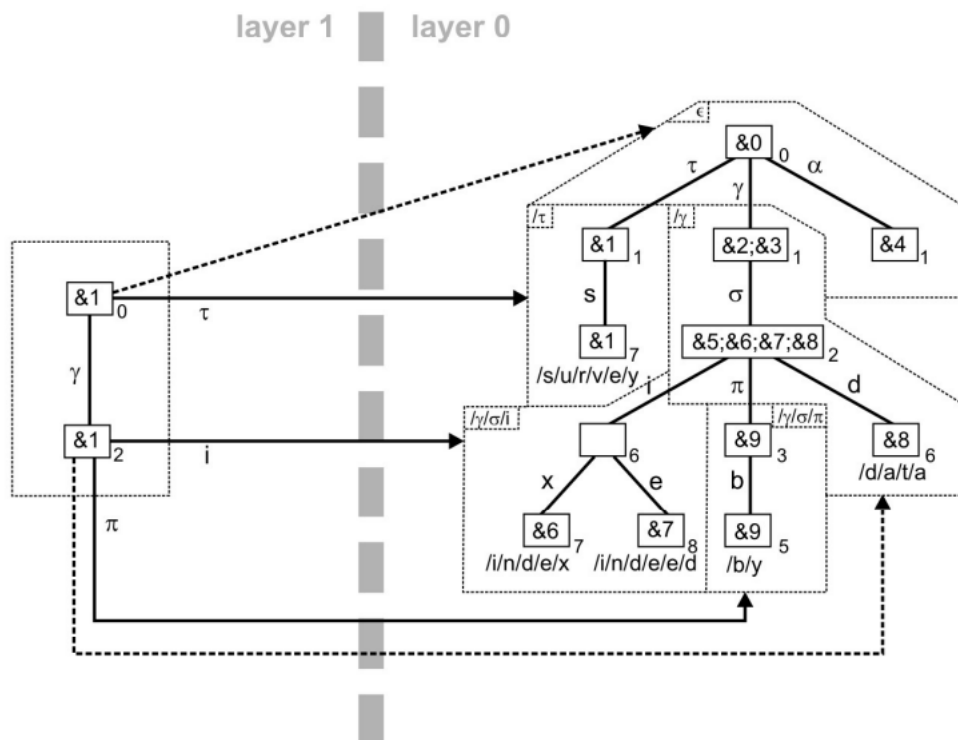 layer 1 layer 0
ϵ
&0 0
τ γ α
/τ /γ
&1 1 &2;&3 1 &4 1
&1 0
τ
s σ
&1 7 &5;&6;&7;&8 2
/s/u/r/v/e/y
γ
i π d
/γ/σ/i /γ/σ/π
&1 2 6 &9 3 &8 6
i
/d/a/t/a
x e b
π
&6 7 &7 8 &9 5
/i/n/d/e/x /i/n/d/e/e/d /b/y